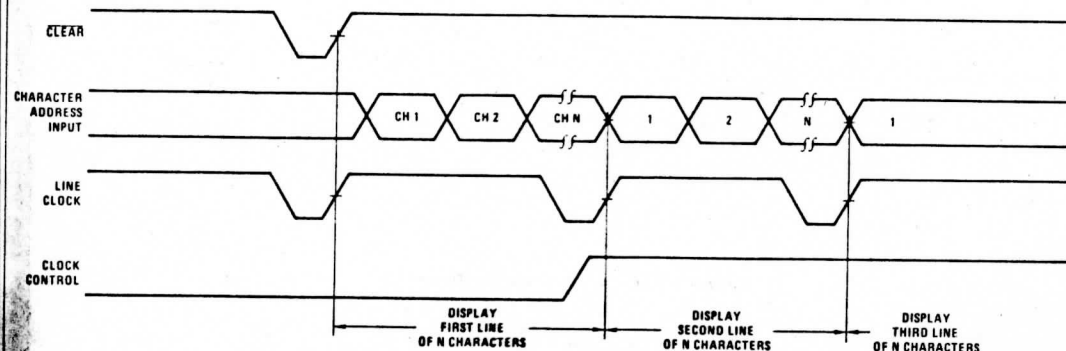 CLEAR
CHARACTER
ADDRESS
INPUT
CH 1 CH 2 CH N 1 2 N 1
LINE
CLOCK
CLOCK
CONTROL
DISPLAY
FIRST LINE
OF N CHARACTERS
DISPLAY
SECOND LINE
OF N CHARACTERS
DISPLAY
THIRD LINE
OF N CHARACTERS